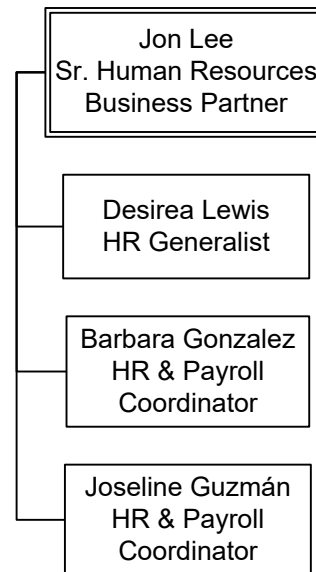 Jon Lee
Sr. Human Resources
Business Partner
Desirea Lewis
HR Generalist
Barbara Gonzalez
HR & Payroll
Coordinator
Joseline Guzmán
HR & Payroll
Coordinator